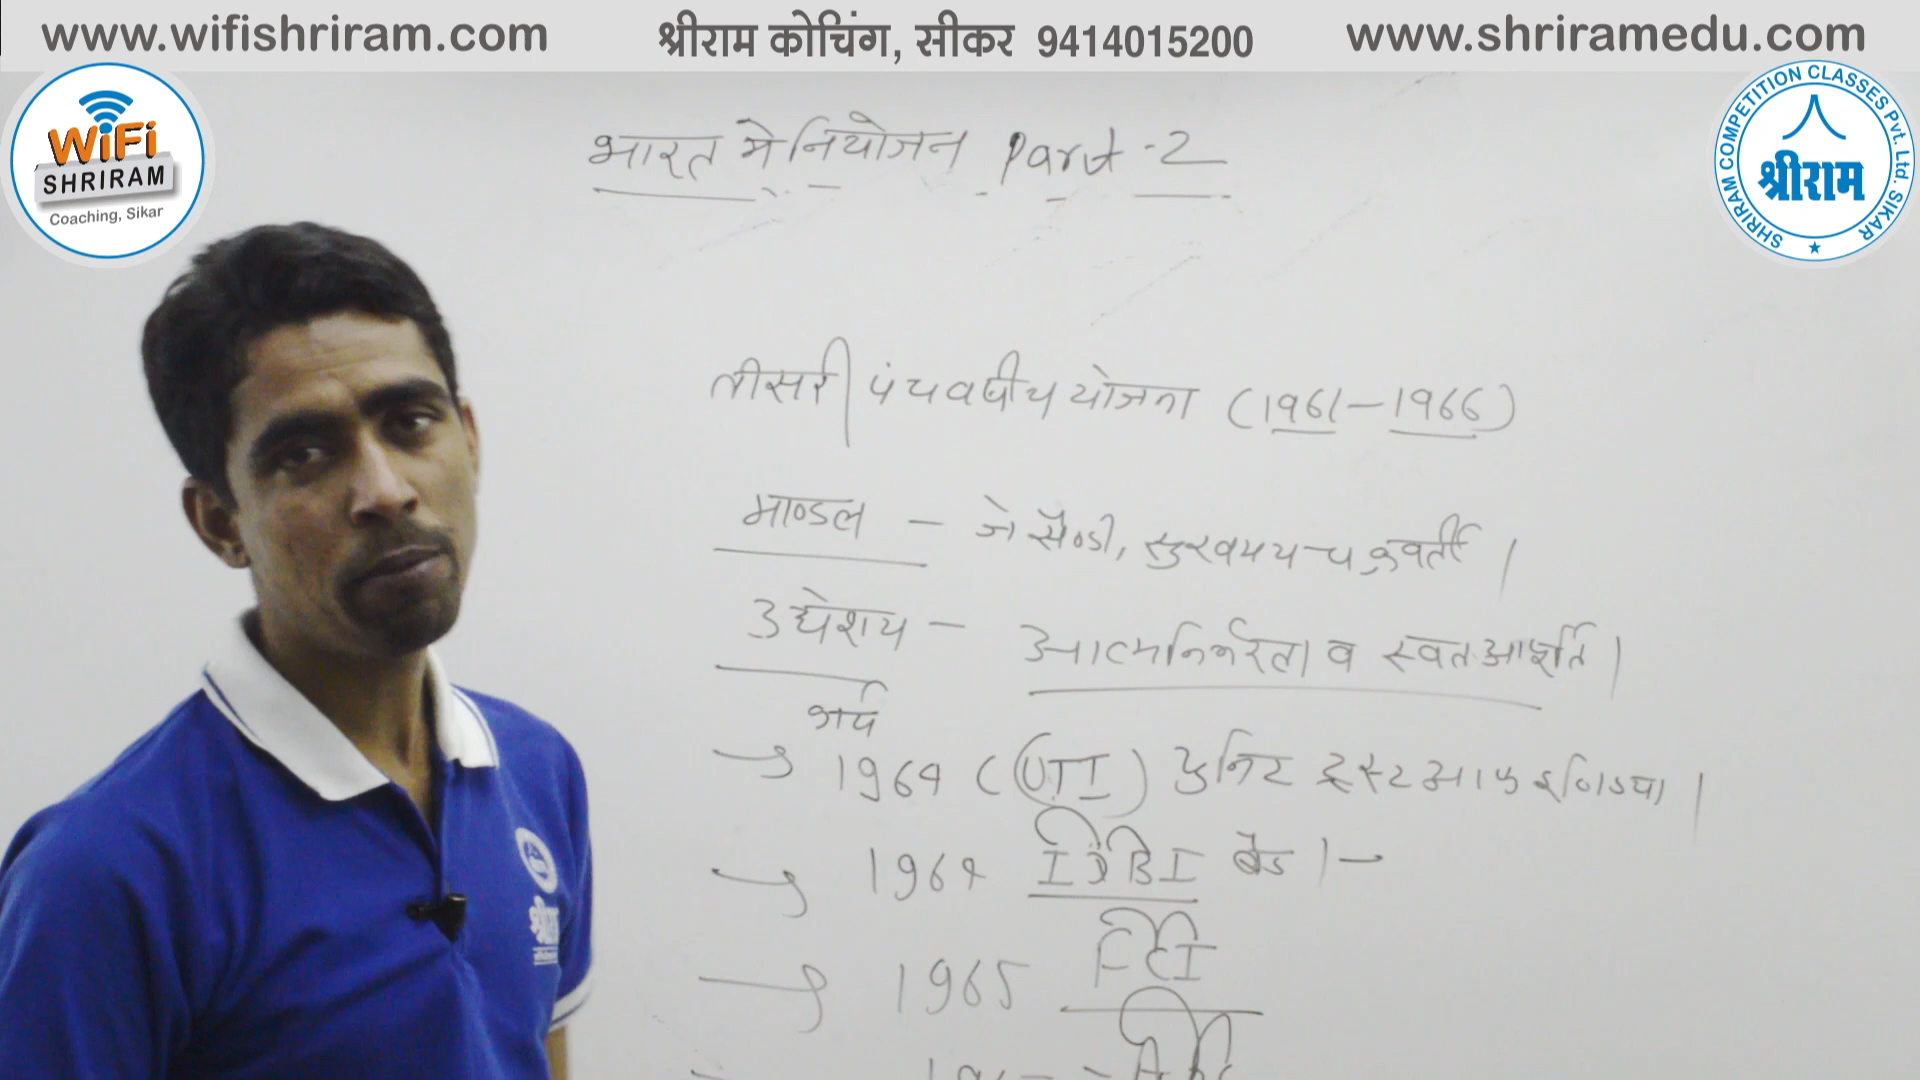 www.wifishriram.com
श्रीराम कोचिंग, सीकर 9414015200
www.shriramedu.com
WiFi
SHRIRAM
Coaching, Sikar
SHRIRAM COMPETITION CLASSES Pvt. Ltd. SIKAR
श्रीराम
भारत मे नियोजन Part-2
तीसरी पंचवर्षीय योजना (1961-1966)
माण्डल - जे सैण्डी, सुखमय चक्रवर्ती।
उद्येशय - आत्मनिर्भरता व स्वत
कार्य
→ 1964 (UTI) युनिट ट्रस्ट आफ इण्डिया।
→ 1964 IDBI बैंड।-
→ 1965 FCI
श्रीराम